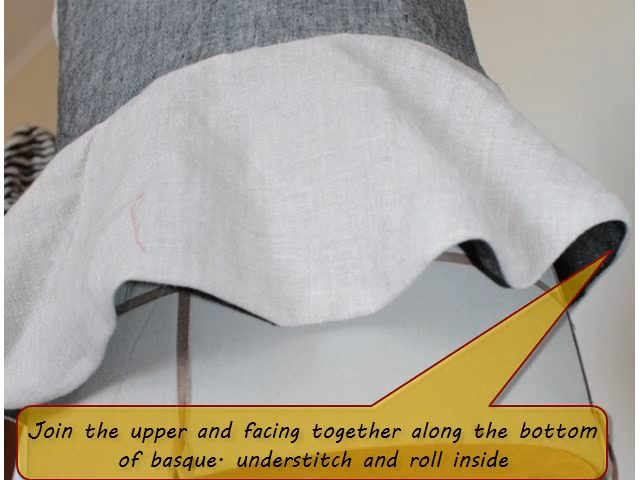 Join the upper and facing together along the bottom
of basque. understitch and roll inside